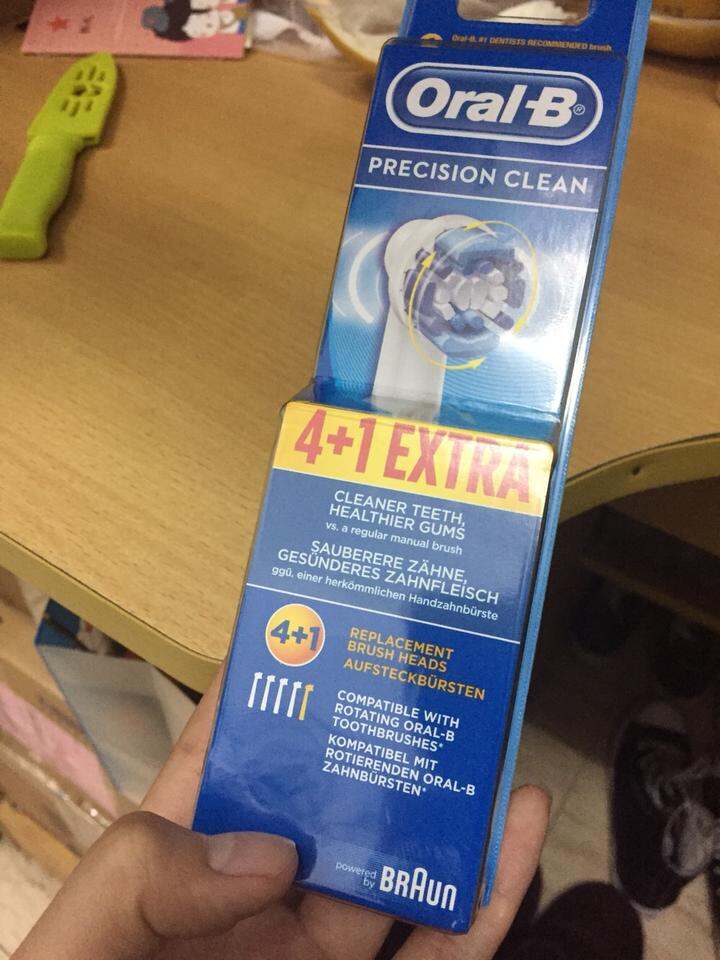 Oral-B. #1 DENTISTS RECOMMENDED brush
Oral-B®
PRECISION CLEAN
4+1 EXTRA
CLEANER TEETH,
HEALTHIER GUMS
vs. a regular manual brush
SAUBERERE ZÄHNE,
GESÜNDERES ZAHNFLEISCH
ggü. einer herkömmlichen Handzahnbürste
4+1
REPLACEMENT
BRUSH HEADS
AUFSTECKBÜRSTEN
COMPATIBLE WITH
ROTATING ORAL-B
TOOTHBRUSHES*
KOMPATIBEL MIT
ROTIERENDEN ORAL-B
ZAHNBÜRSTEN*
powered
by BRAUN